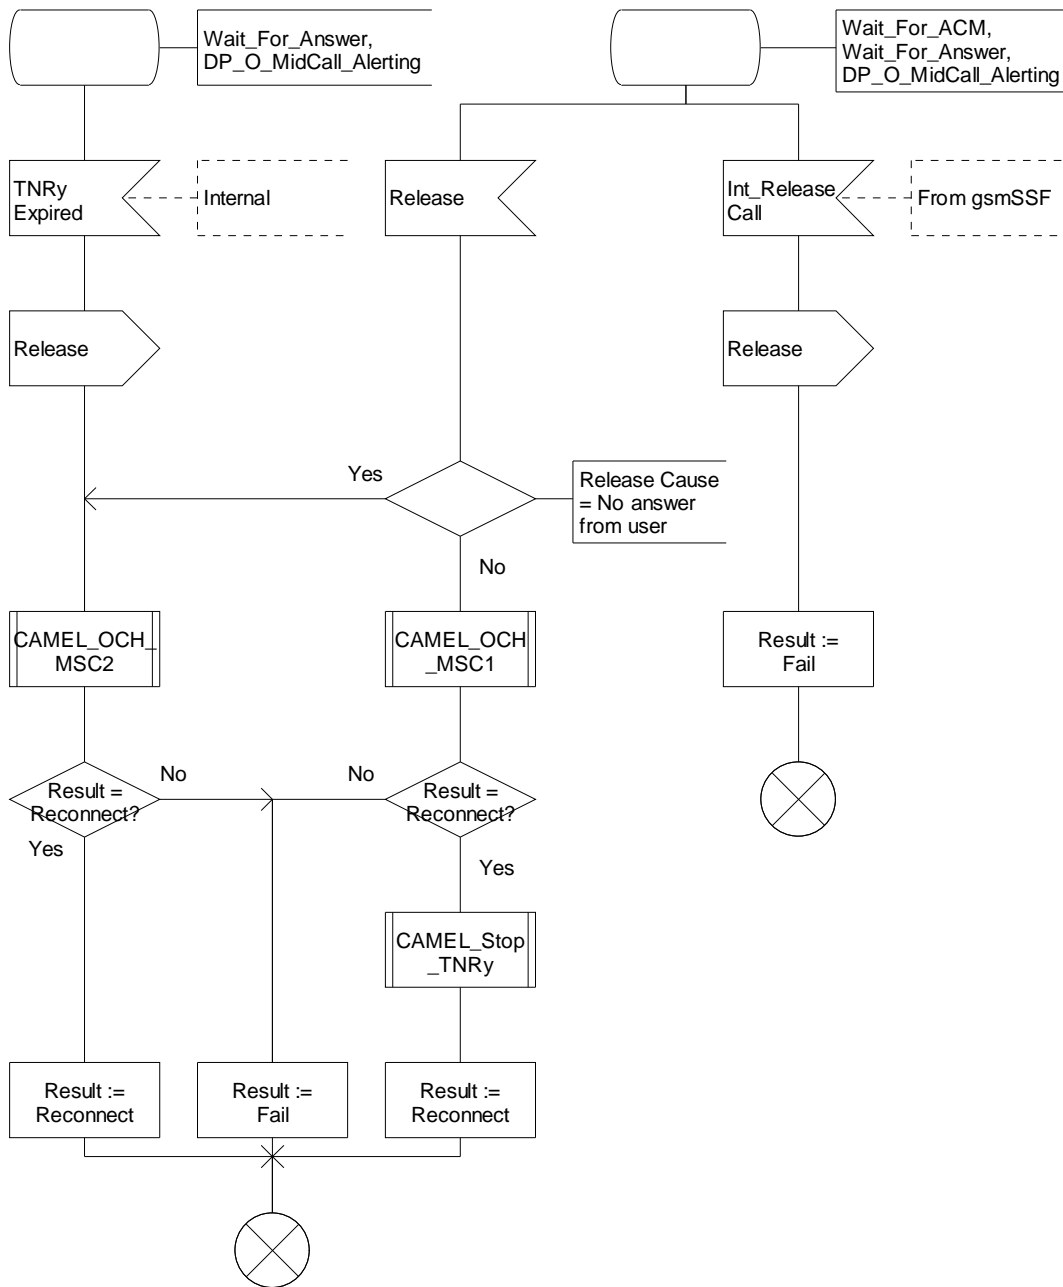 Wait_For_Answer,
DP_O_MidCall_Alerting
Wait_For_ACM,
Wait_For_Answer,
DP_O_MidCall_Alerting
TNRy
Expired
Internal
Release
Int_Release
Call
From gsmSSF
Release
Release
Yes
Release Cause
= No answer
from user
No
CAMEL_OCH_
MSC2
CAMEL_OCH
_MSC1
Result :=
Fail
Result =
Reconnect?
No
No
Result =
Reconnect?
Yes
Yes
CAMEL_Stop
_TNRy
Result :=
Reconnect
Result :=
Fail
Result :=
Reconnect